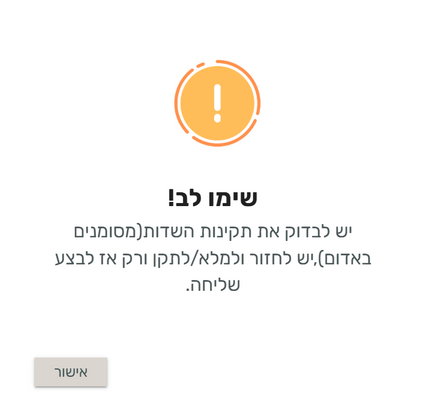 שימו לב!
יש לבדוק את תקינות השדות(מסומנים
באדום),יש לחזור ולמלא/לתקן ורק אז לבצע
שליחה.
אישור